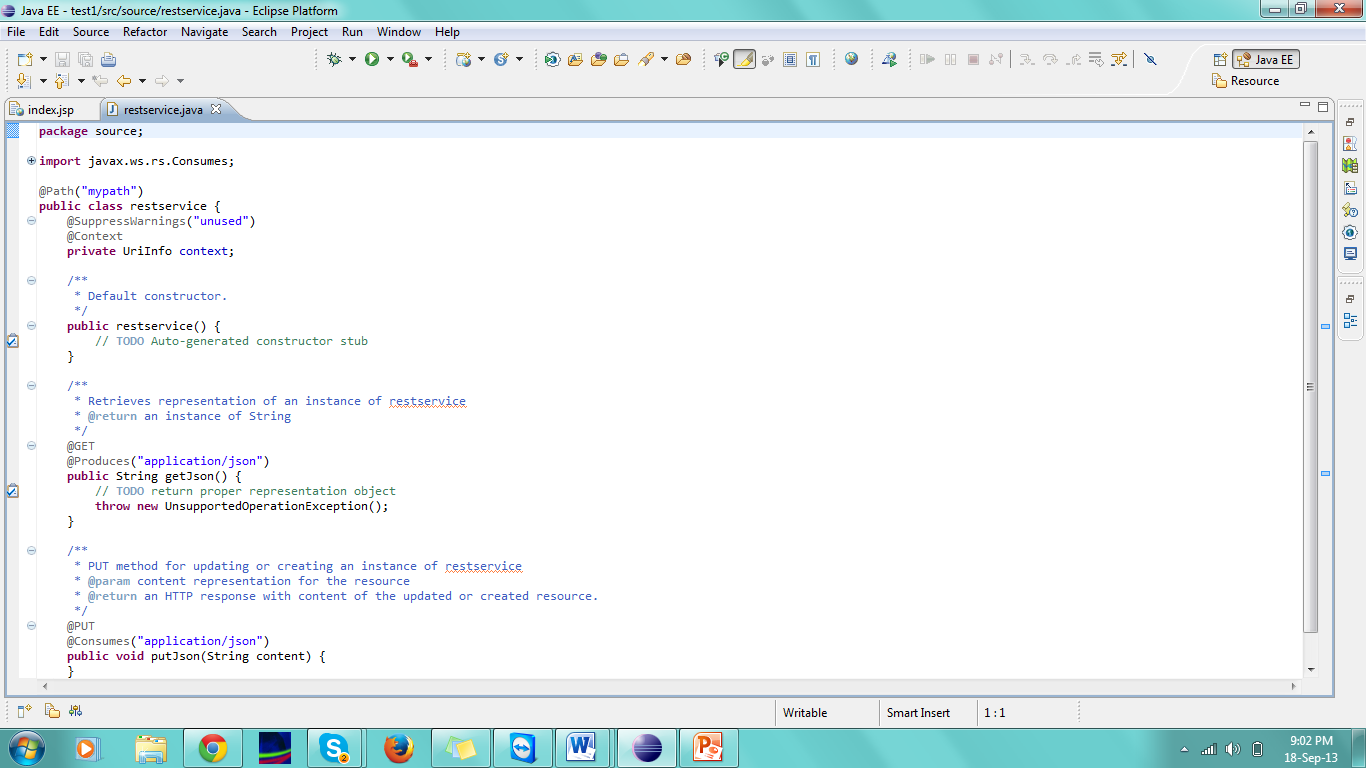 Java EE - test1/src/source/restservice.java - Eclipse Platform
File Edit Source Refactor Navigate Search Project Run Window Help
Java EE
Resource
index.jsp restservice.java
package source;
import javax.ws.rs.Consumes;
@Path("mypath")
public class restservice {
@SuppressWarnings("unused")
@Context
private UriInfo context;
/**
* Default constructor.
*/
public restservice() {
// TODO Auto-generated constructor stub
}
/**
* Retrieves representation of an instance of restservice
* @return an instance of String
*/
@GET
@Produces("application/json")
public String getJson() {
// TODO return proper representation object
throw new UnsupportedOperationException();
}
/**
* PUT method for updating or creating an instance of restservice
* @param content representation for the resource
* @return an HTTP response with content of the updated or created resource.
*/
@PUT
@Consumes("application/json")
public void putJson(String content) {
}
Writable Smart Insert 1 : 1
9:02 PM
18-Sep-13